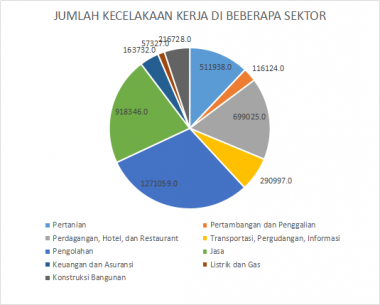 JUMLAH KECELAKAAN KERJA DI BEBERAPA SEKTOR
57327.0
216728.0
163732.0
511938.0
116124.0
699025.0
918346.0
290997.0
1271059.0
Pertanian
Pertambangan dan Penggalian
Perdagangan, Hotel, dan Restaurant
Transportasi, Pergudangan, Informasi
Pengolahan
Jasa
Keuangan dan Asuransi
Listrik dan Gas
Konstruksi Bangunan